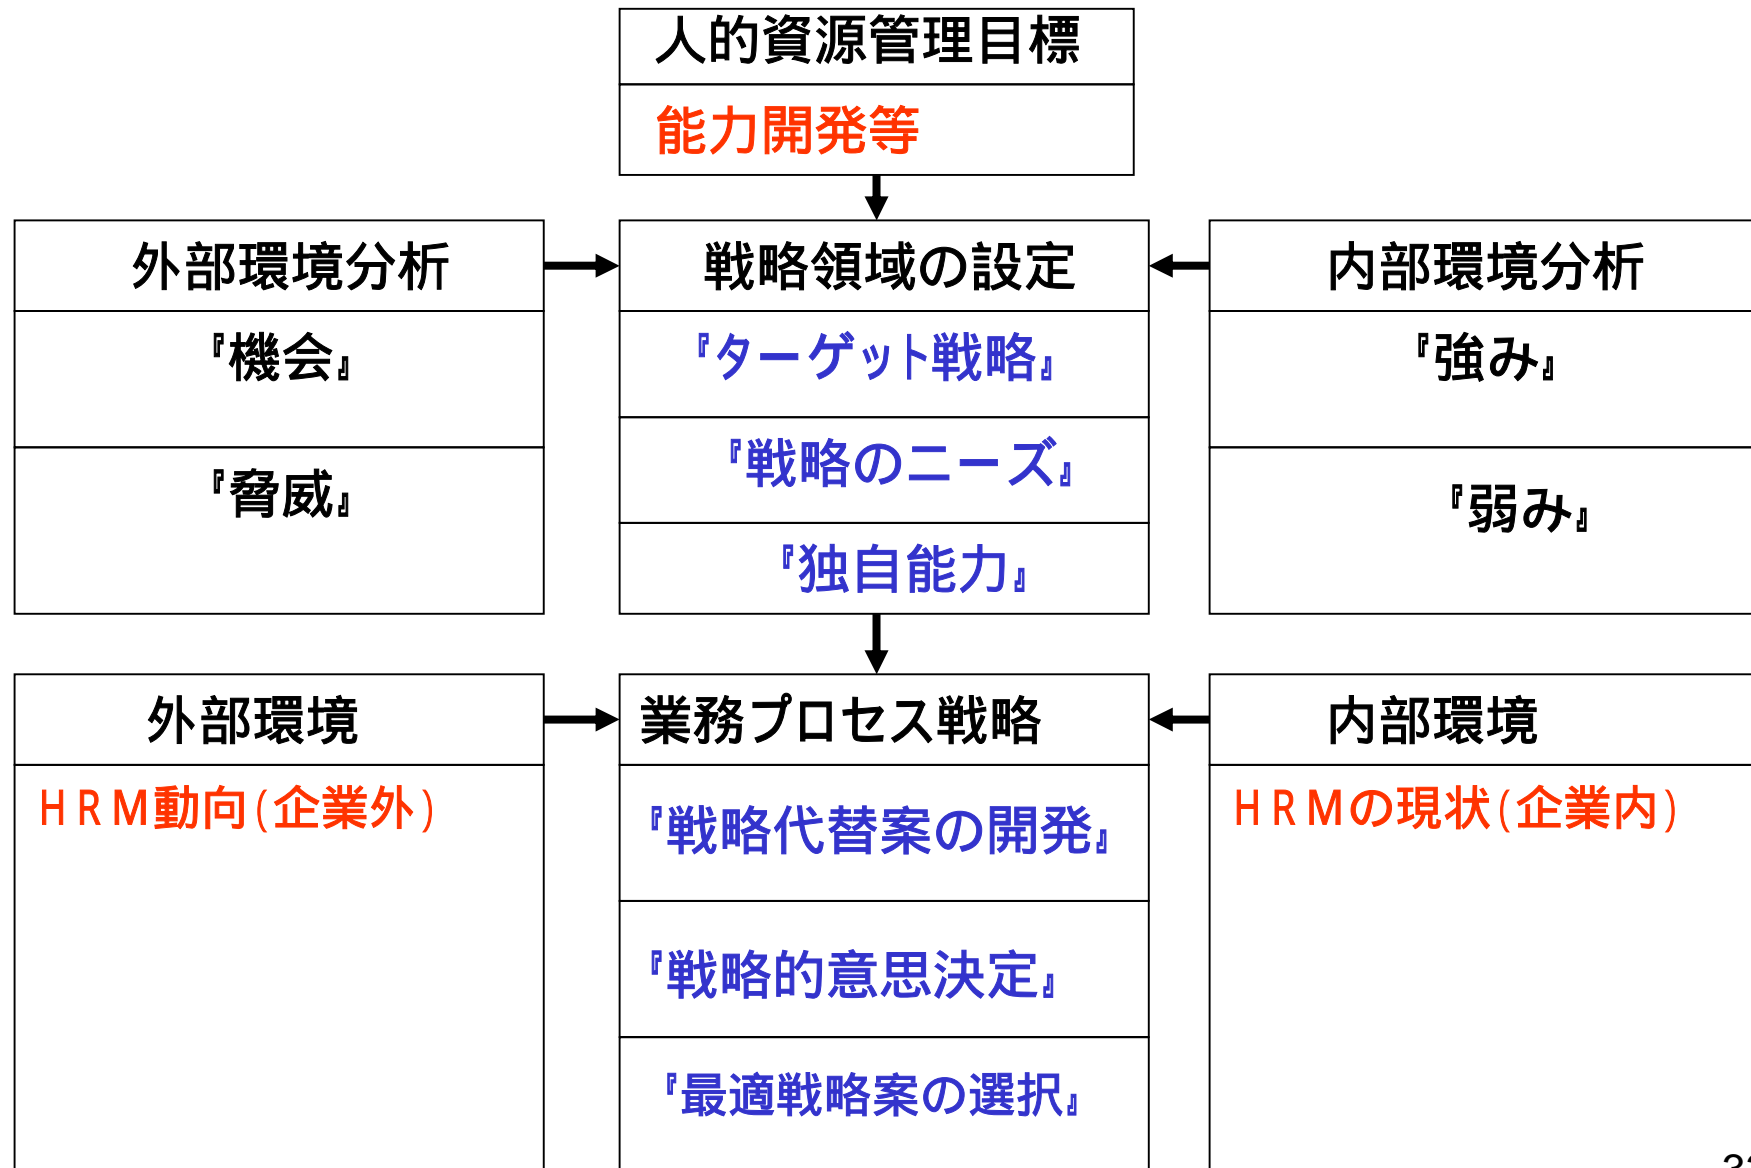 人的資源管理目標
能力開発等
外部環境分析
『機会』
『脅威』
戦略領域の設定
『ターゲット戦略』
『戦略のニーズ』
『独自能力』
内部環境分析
『強み』
『弱み』
外部環境
HRM動向(企業外)
業務プロセス戦略
『戦略代替案の開発』
『戦略的意思決定』
『最適戦略案の選択』
内部環境
HRMの現状(企業内)